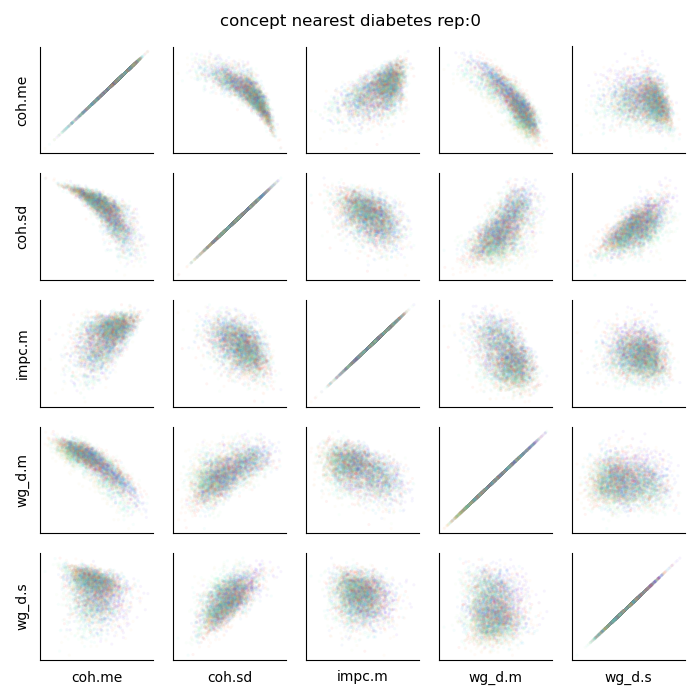 concept nearest diabetes rep:0
coh.me
coh.sd
impc.m
wg_d.m
wg_d.s
coh.me
coh.sd
impc.m
wg_d.m
wg_d.s